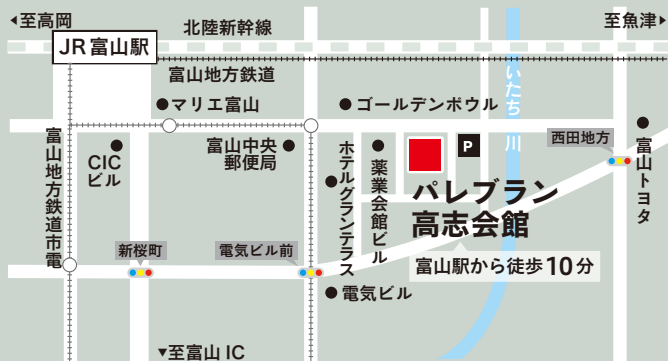 ◀至高岡
北陸新幹線
至魚津▶
JR富山駅
富山地方鉄道
●マリエ富山
●ゴールデンボウル
いたち川
富山地方鉄道市電
CIC
ビル
富山中央
郵便局
ホテルグランテラス
薬業会館ビル
P
西田地方
富山トヨタ
パレブラン
高志会館
新桜町
電気ビル前
富山駅から徒歩10分
●電気ビル
▼至富山IC